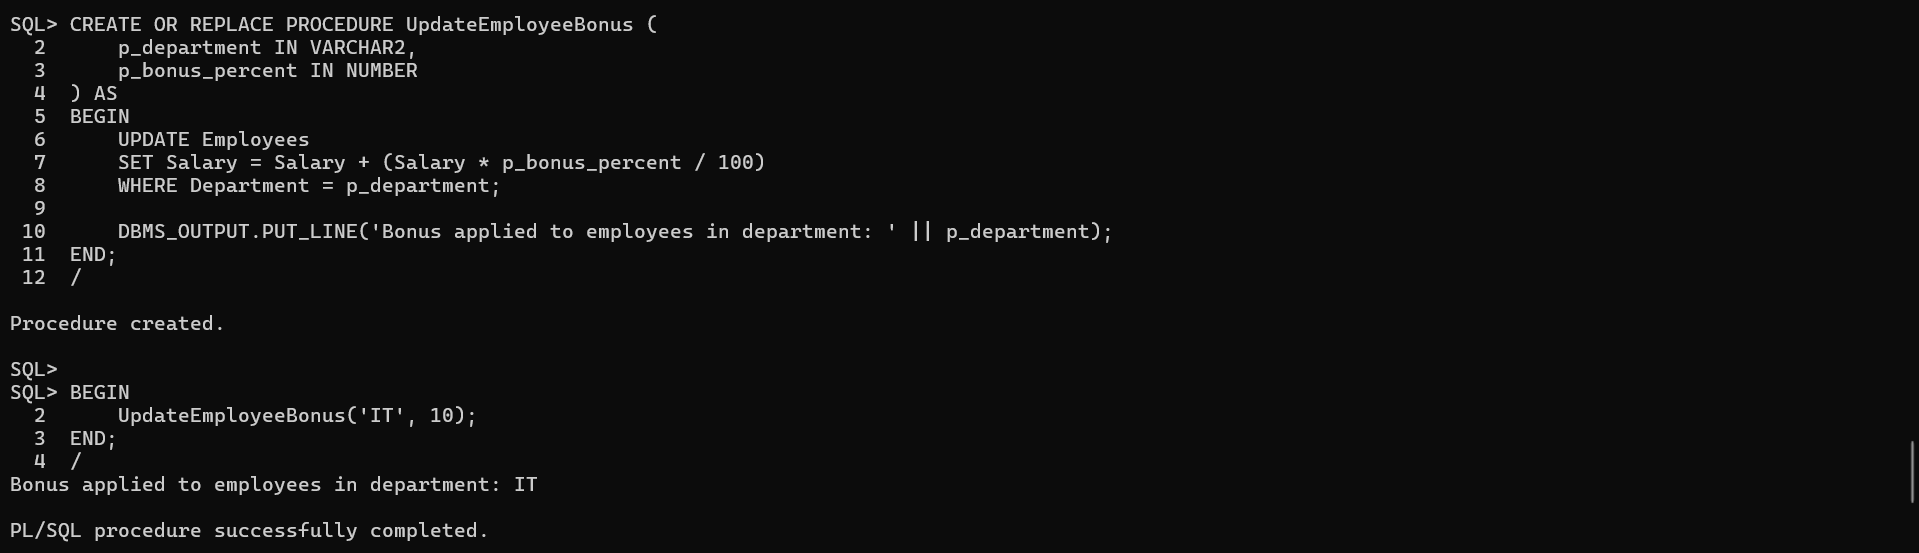 SQL> CREATE OR REPLACE PROCEDURE UpdateEmployeeBonus (
  2      p_department IN VARCHAR2,
  3      p_bonus_percent IN NUMBER
  4  ) AS
  5  BEGIN
  6      UPDATE Employees
  7      SET Salary = Salary + (Salary * p_bonus_percent / 100)
  8      WHERE Department = p_department;
  9
 10      DBMS_OUTPUT.PUT_LINE('Bonus applied to employees in department: ' || p_department);
 11  END;
 12  /
Procedure created.
SQL>
SQL> BEGIN
  2      UpdateEmployeeBonus('IT', 10);
  3  END;
  4  /
Bonus applied to employees in department: IT
PL/SQL procedure successfully completed.